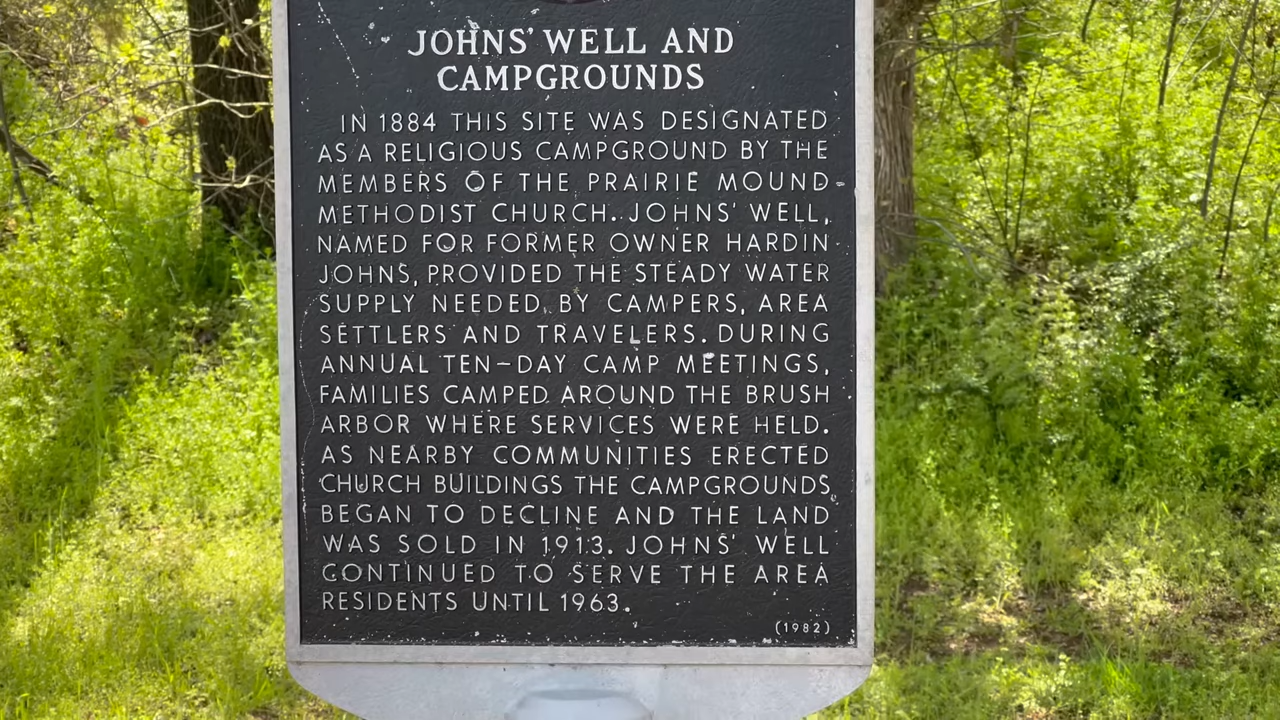 JOHNS' WELL AND
CAMPGROUNDS
IN 1884 THIS SITE WAS DESIGNATED
AS A RELIGIOUS CAMPGROUND BY THE
MEMBERS OF THE PRAIRIE MOUND
METHODIST CHURCH. JOHNS' WELL,
NAMED FOR FORMER OWNER HARDIN
JOHNS, PROVIDED THE STEADY WATER
SUPPLY NEEDED BY CAMPERS, AREA
SETTLERS AND TRAVELERS. DURING
ANNUAL TEN-DAY CAMP MEETINGS,
FAMILIES CAMPED AROUND THE BRUSH
ARBOR WHERE SERVICES WERE HELD.
AS NEARBY COMMUNITIES ERECTED
CHURCH BUILDINGS THE CAMPGROUNDS
BEGAN TO DECLINE AND THE LAND
WAS SOLD IN 1913. JOHNS' WELL
CONTINUED TO SERVE THE AREA
RESIDENTS UNTIL 1963.
(1982)